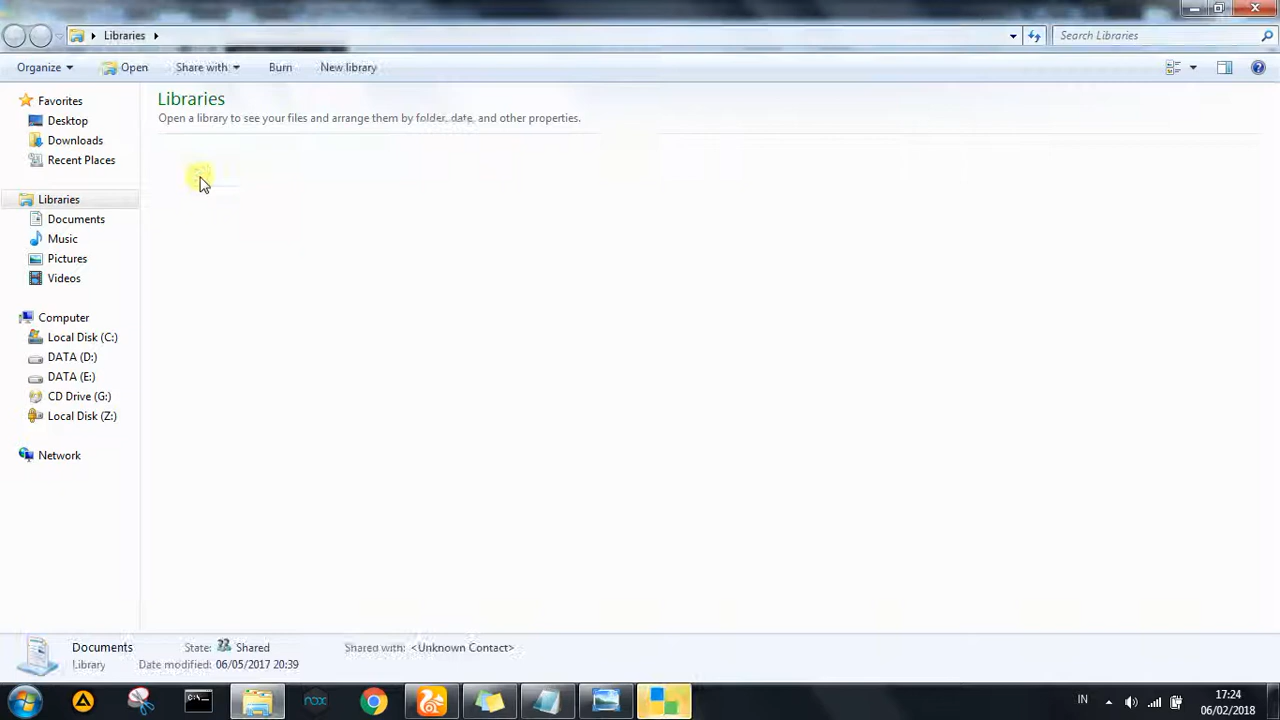 Libraries
Search Libraries
Organize Open Share with Burn New library
Favorites
Desktop
Downloads
Recent Places
Libraries
Documents
Music
Pictures
Videos
Computer
Local Disk (C:)
DATA (D:)
DATA (E:)
CD Drive (G:)
Local Disk (Z:)
Network
Libraries
Open a library to see your files and arrange them by folder, date, and other properties.
Documents State: Shared Shared with: <Unknown Contact>
Library Date modified: 06/05/2017 20:39
nox
IN
17:24
06/02/2018